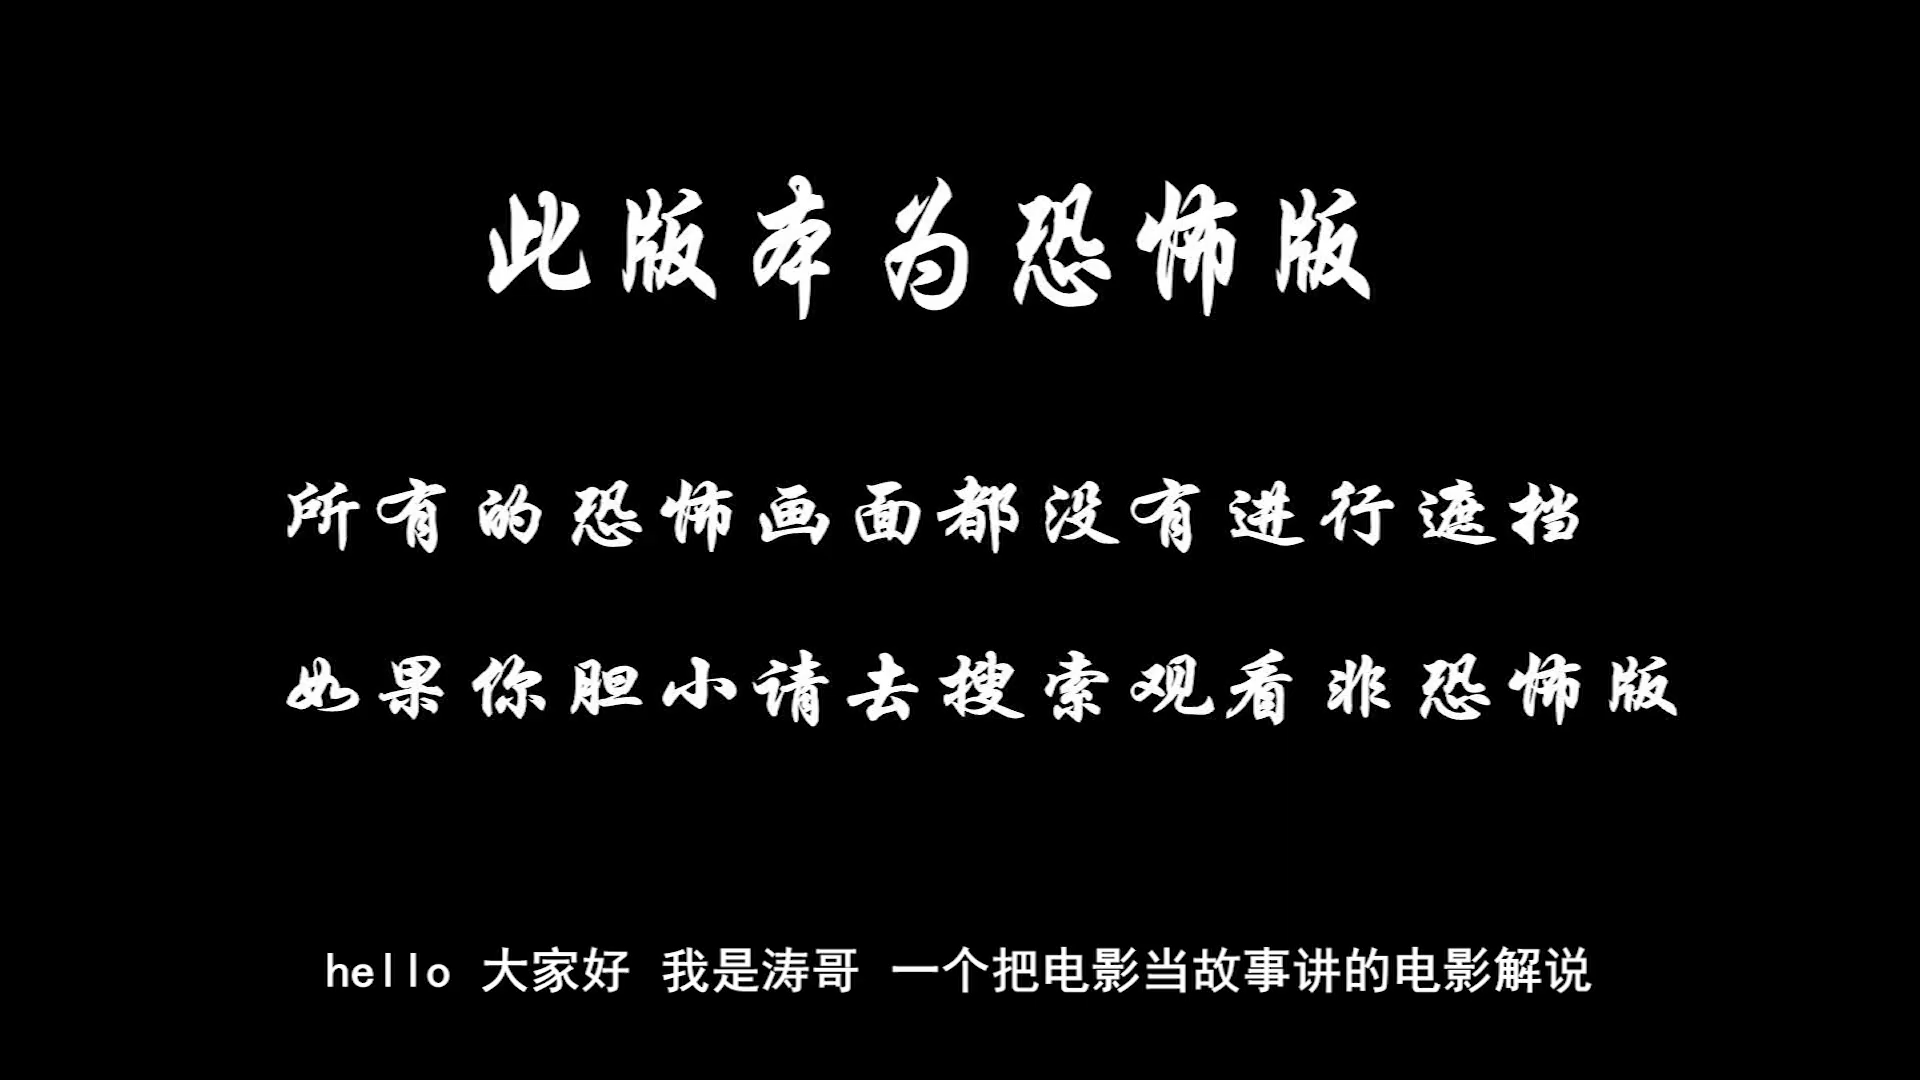 此版本为恐怖版
所有的恐怖画面都没有进行遮挡
如果你胆小请去搜索观看非恐怖版
hello 大家好 我是涛哥 一个把电影当故事讲的电影解说